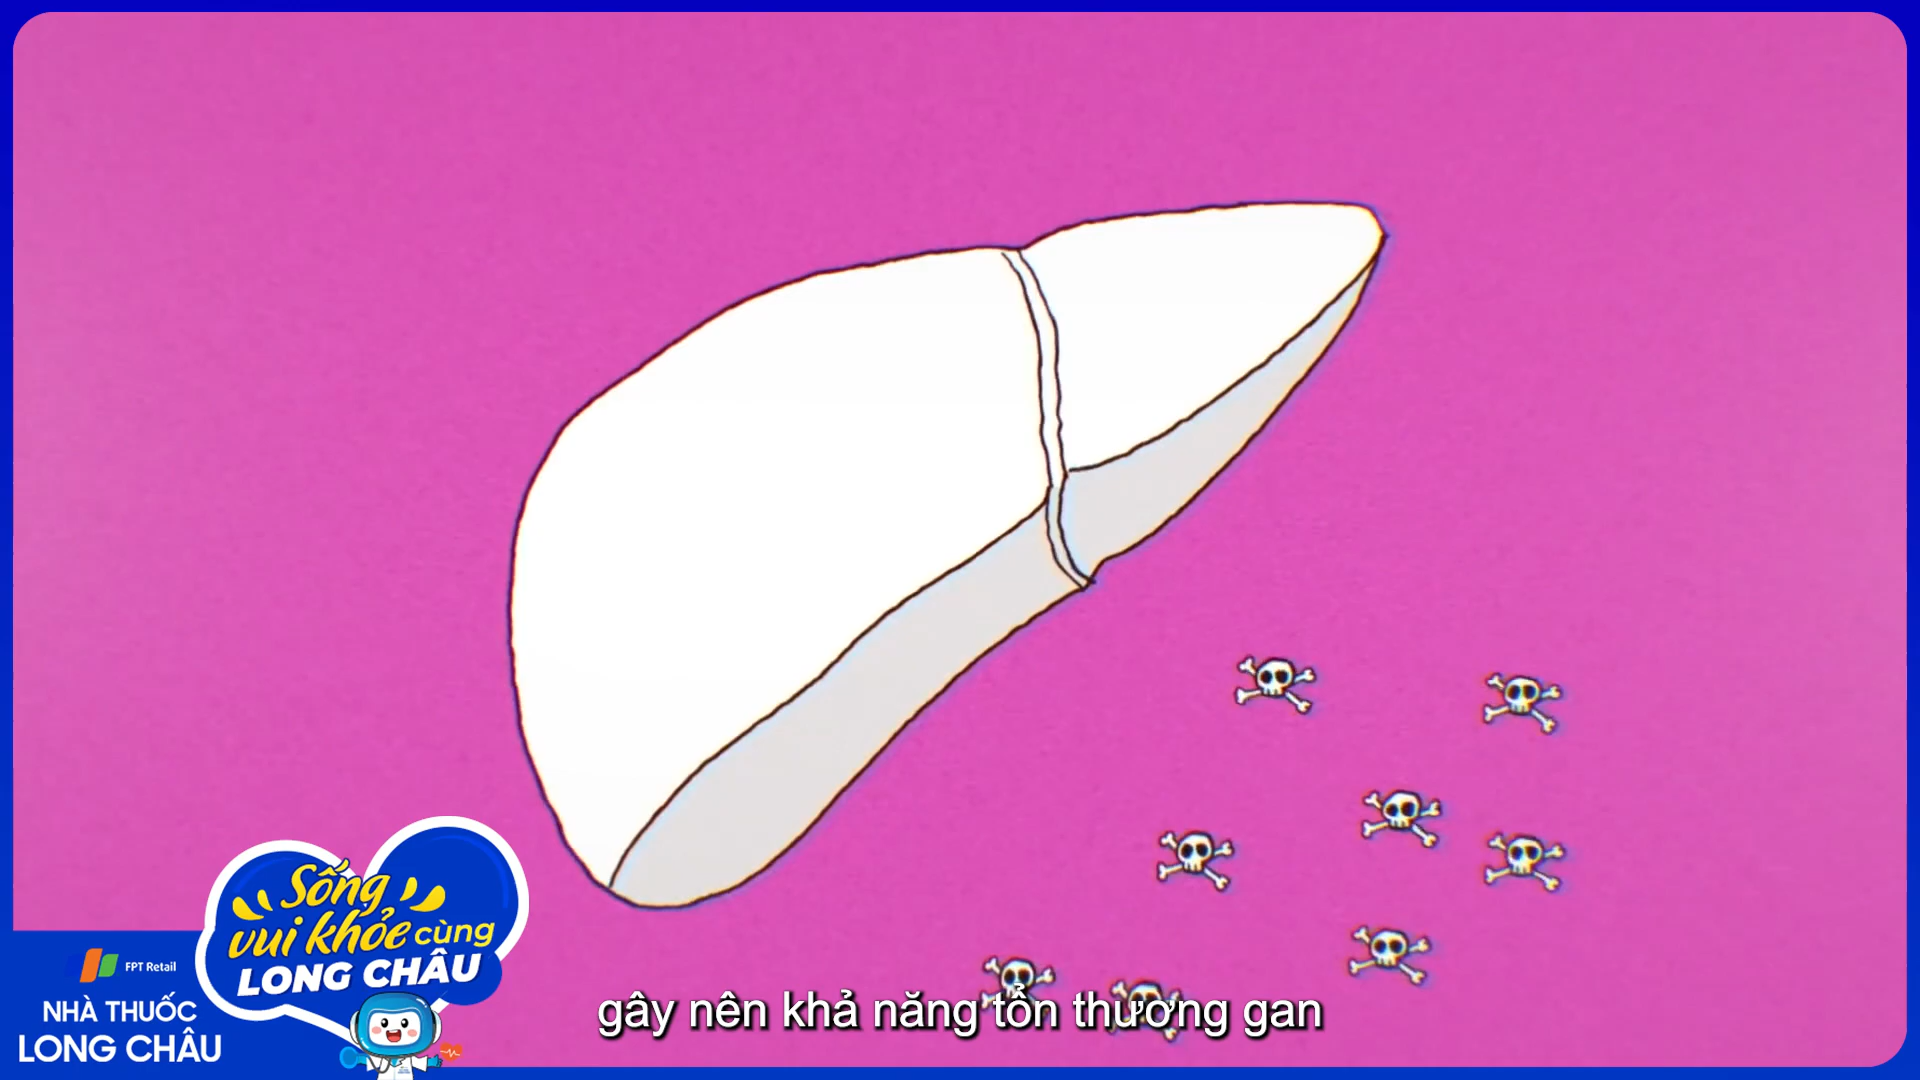 Sống
vui khỏe cùng
LONG CHÂU
FPT Retail
NHÀ THUỐC
LONG CHÂU
gây nên khả năng tổn thương gan